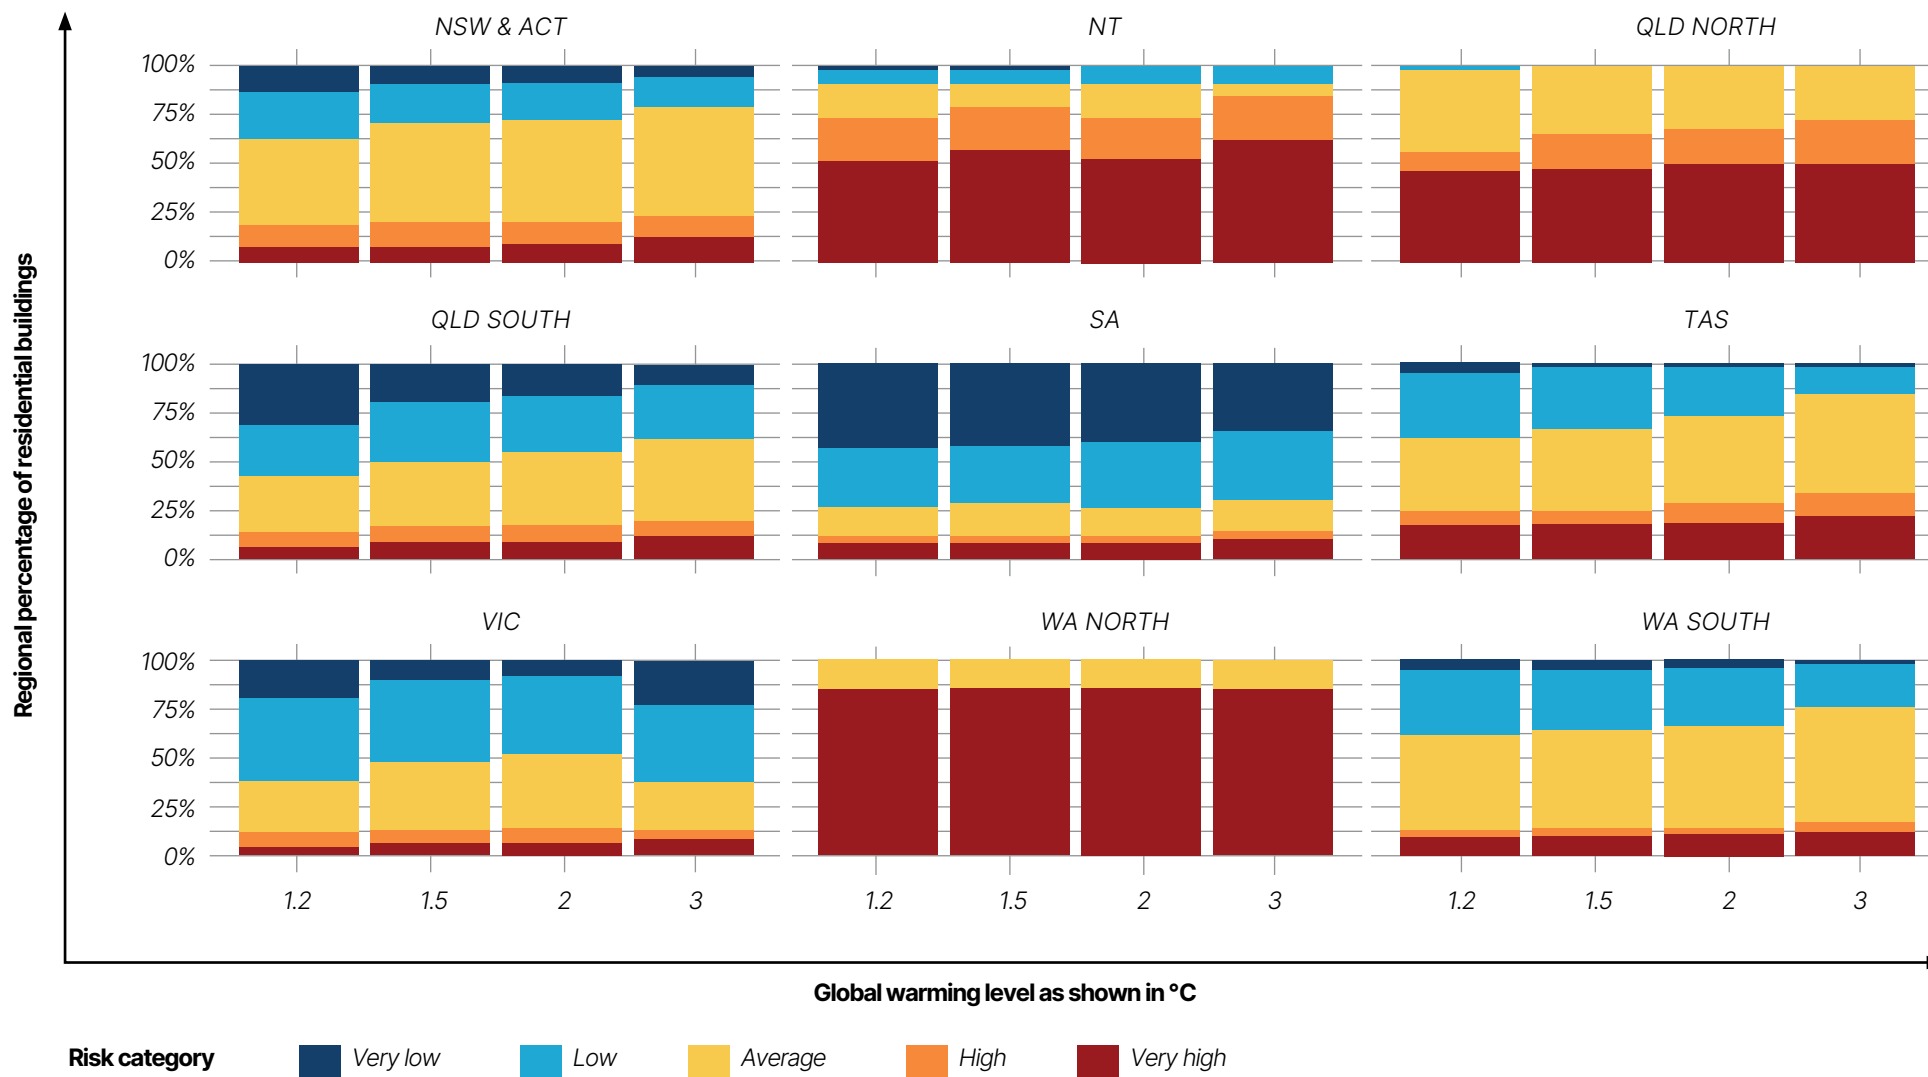 NSW & ACT
NT
QLD NORTH
100%
75%
50%
25%
0%
QLD SOUTH
SA
TAS
100%
75%
50%
25%
0%
VIC
WA NORTH
WA SOUTH
100%
75%
50%
25%
0%
1.2 1.5 2 3
1.2 1.5 2 3
1.2 1.5 2 3
Regional percentage of residential buildings
Global warming level as shown in °C
Risk category Very low Low Average High Very high